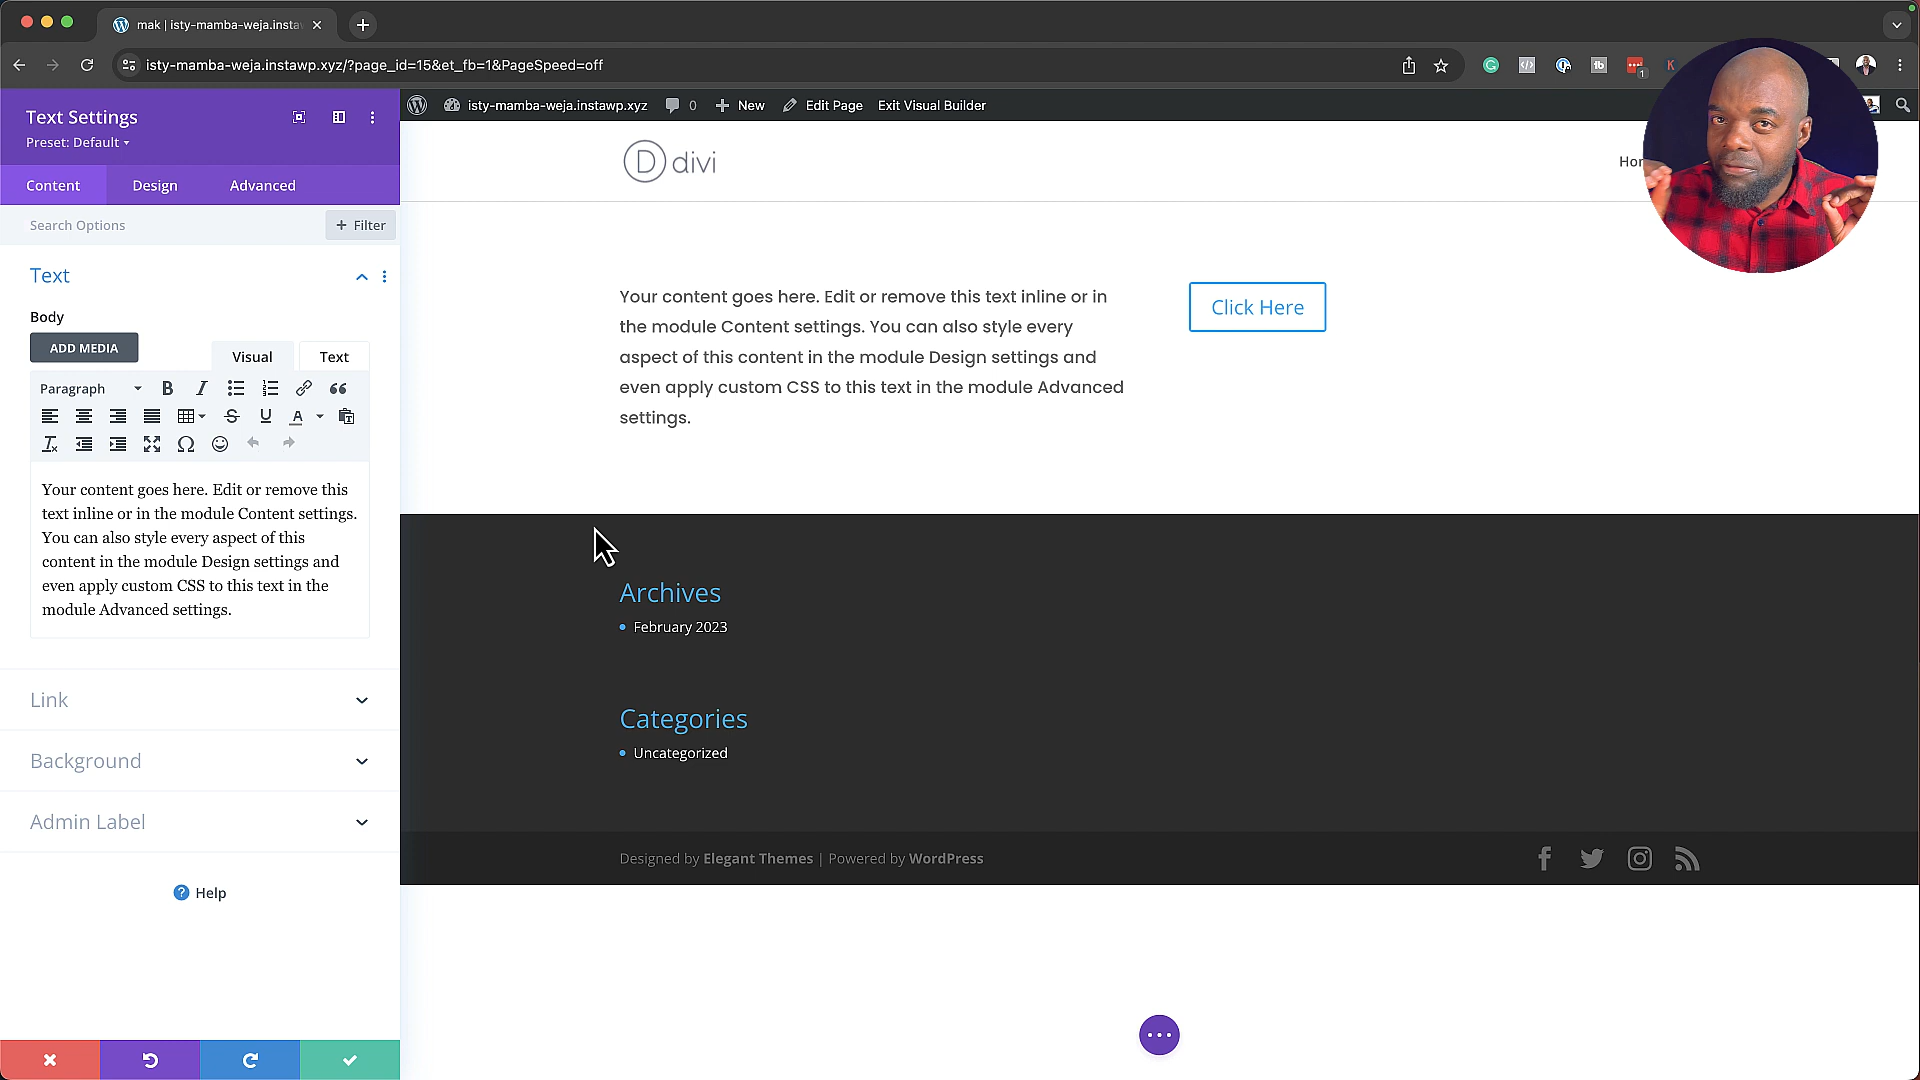 mak | isty-mamba-weja.insta
isty-mamba-weja.instawp.xyz/?page_id=15&et_fb=1&PageSpeed=off
1
K
isty-mamba-weja.instawp.xyz
0
New
Edit Page
Exit Visual Builder
Text Settings
Preset: Default
Content
Design
Advanced
Search Options
+ Filter
Text
Body
ADD MEDIA
Visual
Text
Paragraph
Your content goes here. Edit or remove this
text inline or in the module Content settings.
You can also style every aspect of this
content in the module Design settings and
even apply custom CSS to this text in the
module Advanced settings.
Link
Background
Admin Label
Help
D divi
Your content goes here. Edit or remove this text inline or in
the module Content settings. You can also style every
aspect of this content in the module Design settings and
even apply custom CSS to this text in the module Advanced
settings.
Click Here
Archives
February 2023
Categories
Uncategorized
Designed by Elegant Themes | Powered by WordPress